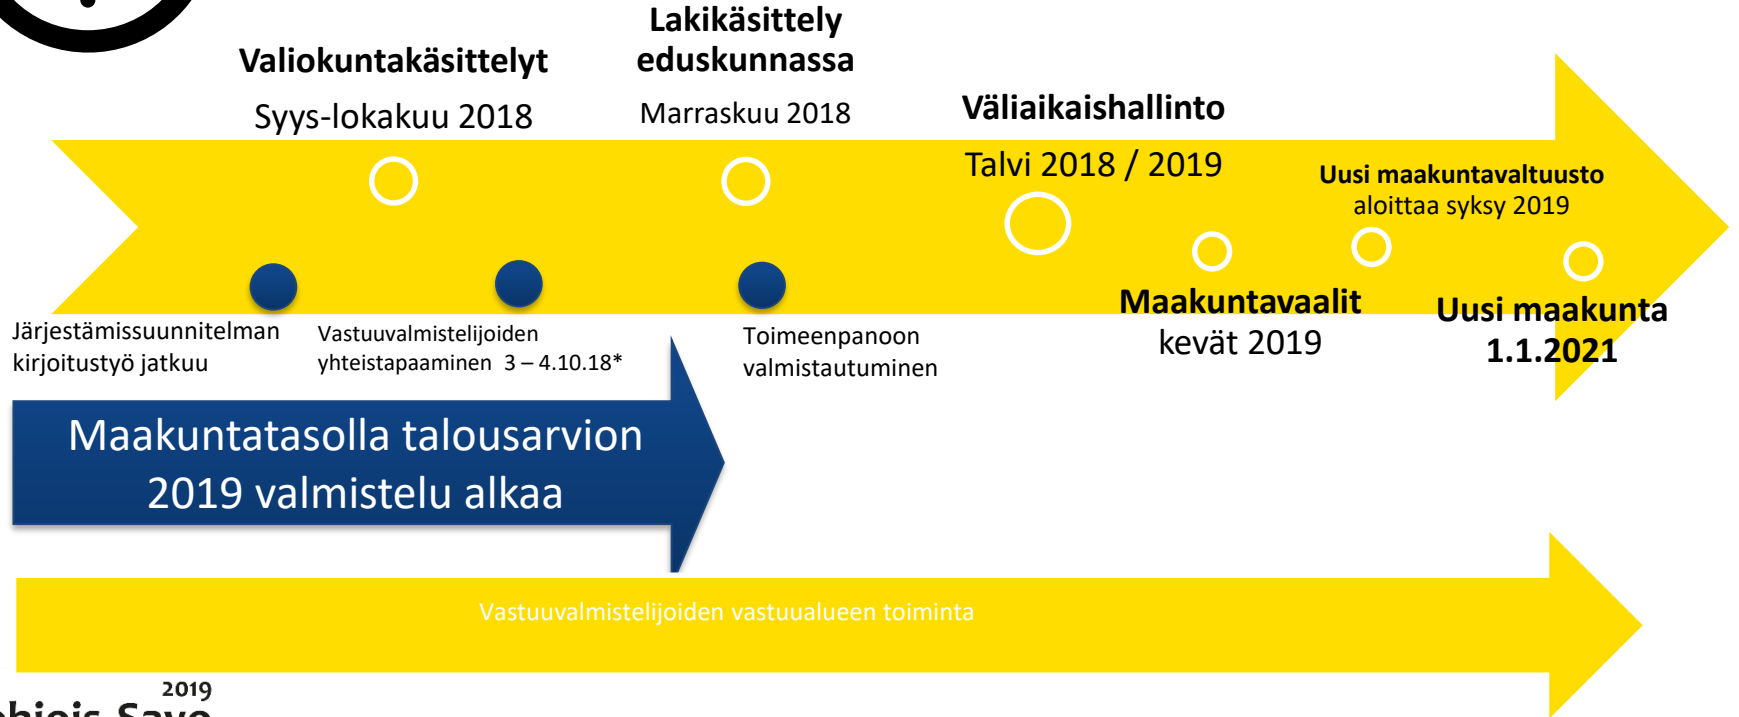 Valiokuntakäsittelyt
Syys-lokakuu 2018
Lakikäsittely
eduskunnassa
Marraskuu 2018
Väliaikaishallinto
Talvi 2018 / 2019
Uusi maakuntavaltuusto
aloittaa syksy 2019
Maakuntavaalit
kevät 2019
Uusi maakunta
1.1.2021
Järjestämissuunnitelman
kirjoitustyö jatkuu
Vastuuvalmistelijoiden
yhteistapaaminen 3 – 4.10.18*
Toimeenpanoon
valmistautuminen
Maakuntatasolla talousarvion
2019 valmistelu alkaa
Vastuuvalmistelijoiden vastuualueen toiminta
2019